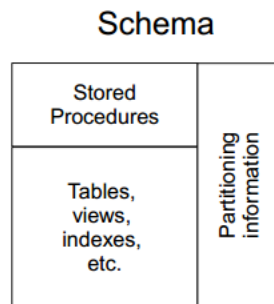 Schema
Stored
Procedures
Tables,
views,
indexes,
etc.
Partitioning
information